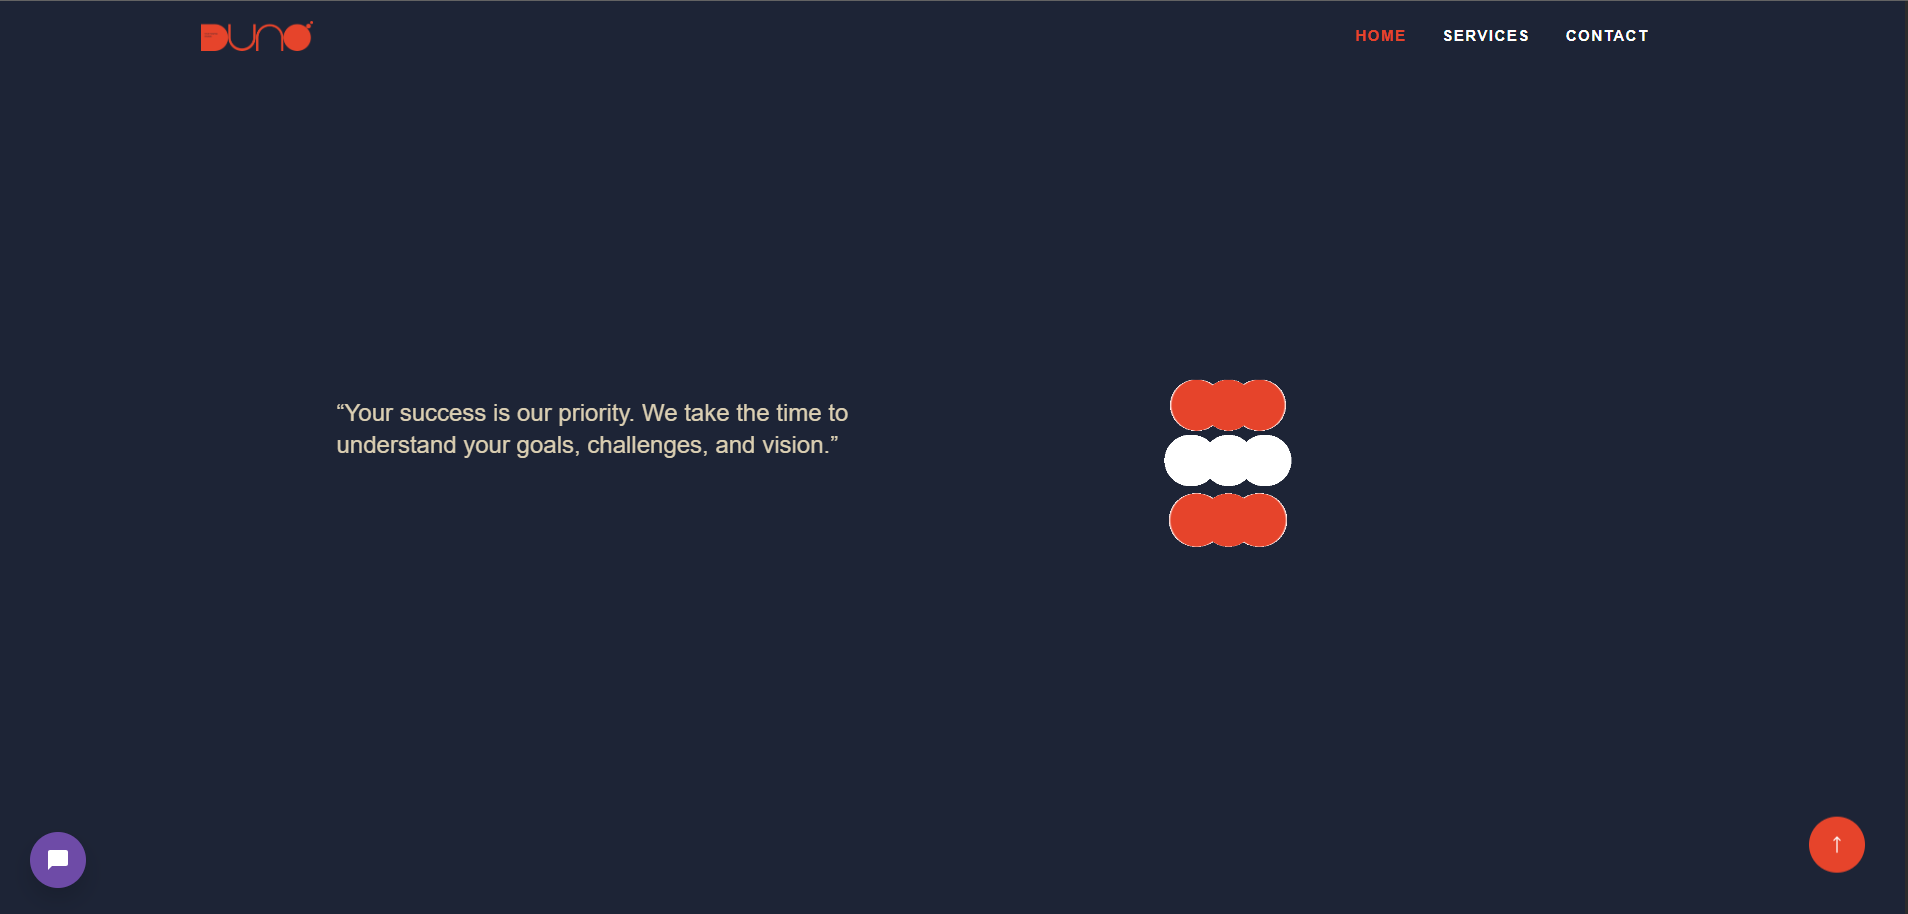 DUNO
HOME SERVICES CONTACT
“Your success is our priority. We take the time to
understand your goals, challenges, and vision.”
↑